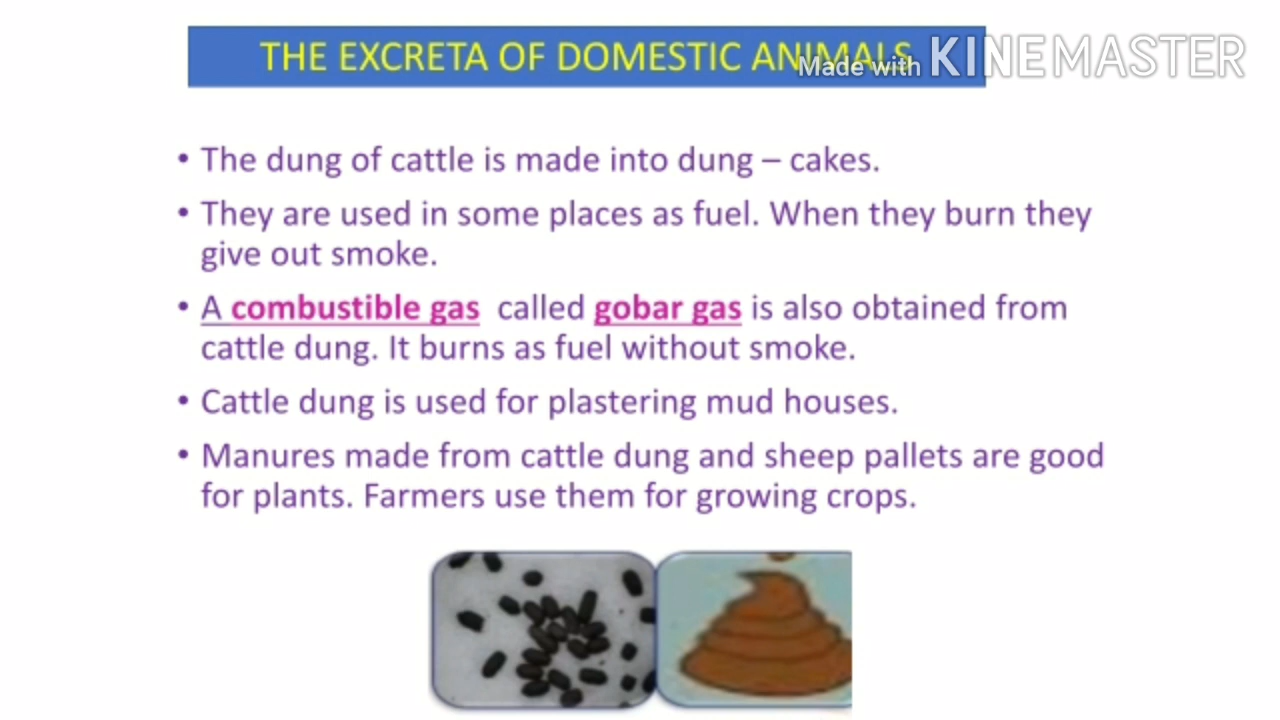 THE EXCRETA OF DOMESTIC ANIMALS
Made with KINEMASTER
• The dung of cattle is made into dung – cakes.
• They are used in some places as fuel. When they burn they
give out smoke.
• A combustible gas called gobar gas is also obtained from
cattle dung. It burns as fuel without smoke.
• Cattle dung is used for plastering mud houses.
• Manures made from cattle dung and sheep pallets are good
for plants. Farmers use them for growing crops.